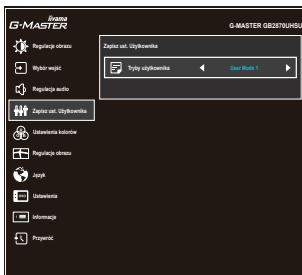 iiyama
G-MASTER
G-MASTER GB2870UHSU
Regulacje obrazu
Zapisz ust. Użytkownika
Wybór wejść
Tryby użytkownika
User Mode 1
Regulacja audio
Zapisz ust. Użytkownika
Ustawienia kolorów
Regulacje obrazu
Język
Ustawienia
Informacja
Przywróć